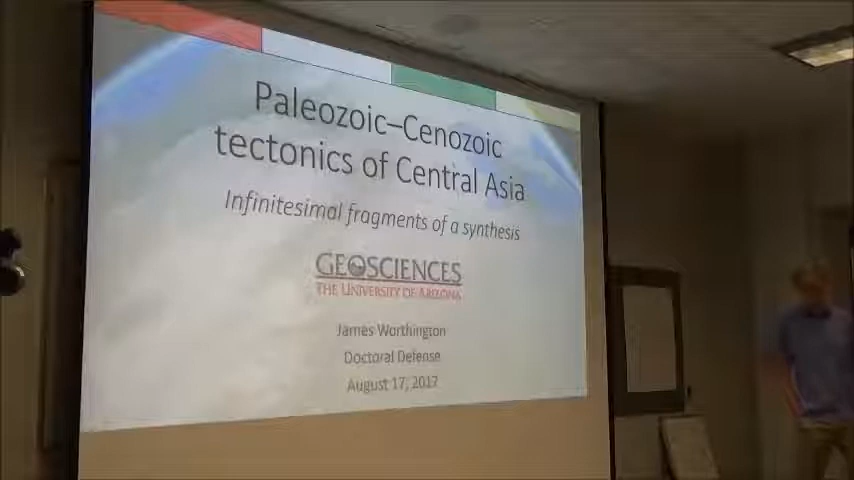 Paleozoic–Cenozoic
tectonics of Central Asia
Infinitesimal fragments of a synthesis
GEOSCIENCES
THE UNIVERSITY OF ARIZONA
James Worthington
Doctoral Defense
August 17, 2017